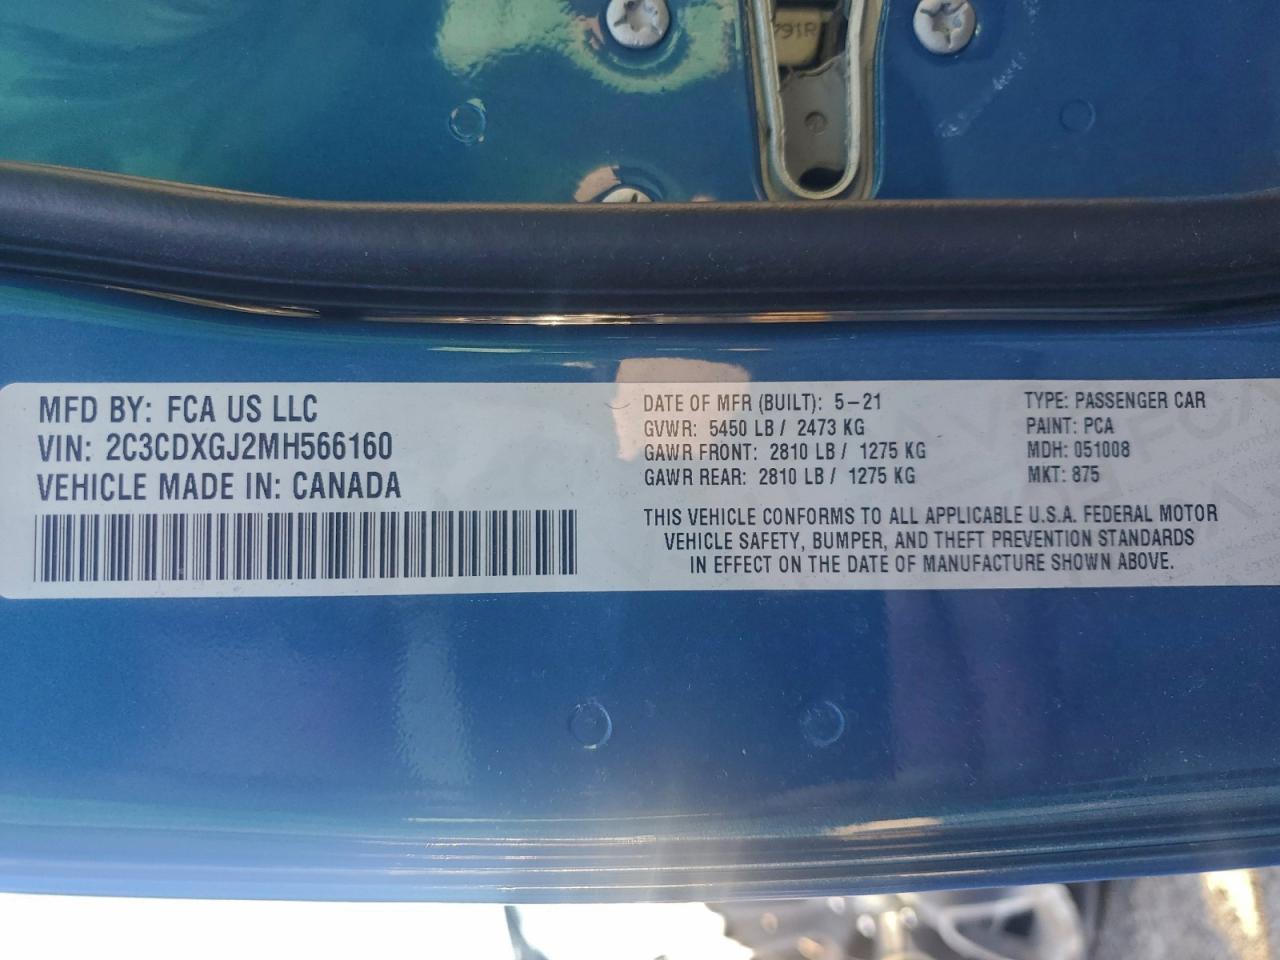 791R
MFD BY: FCA US LLC
VIN: 2C3CDXGJ2MH566160
VEHICLE MADE IN: CANADA
DATE OF MFR (BUILT): 5-21
GVWR: 5450 LB / 2473 KG
GAWR FRONT: 2810 LB / 1275 KG
GAWR REAR: 2810 LB / 1275 KG
TYPE: PASSENGER CAR
PAINT: PCA
MDH: 051008
MKT: 875
THIS VEHICLE CONFORMS TO ALL APPLICABLE U.S.A. FEDERAL MOTOR
VEHICLE SAFETY, BUMPER, AND THEFT PREVENTION STANDARDS
IN EFFECT ON THE DATE OF MANUFACTURE SHOWN ABOVE.